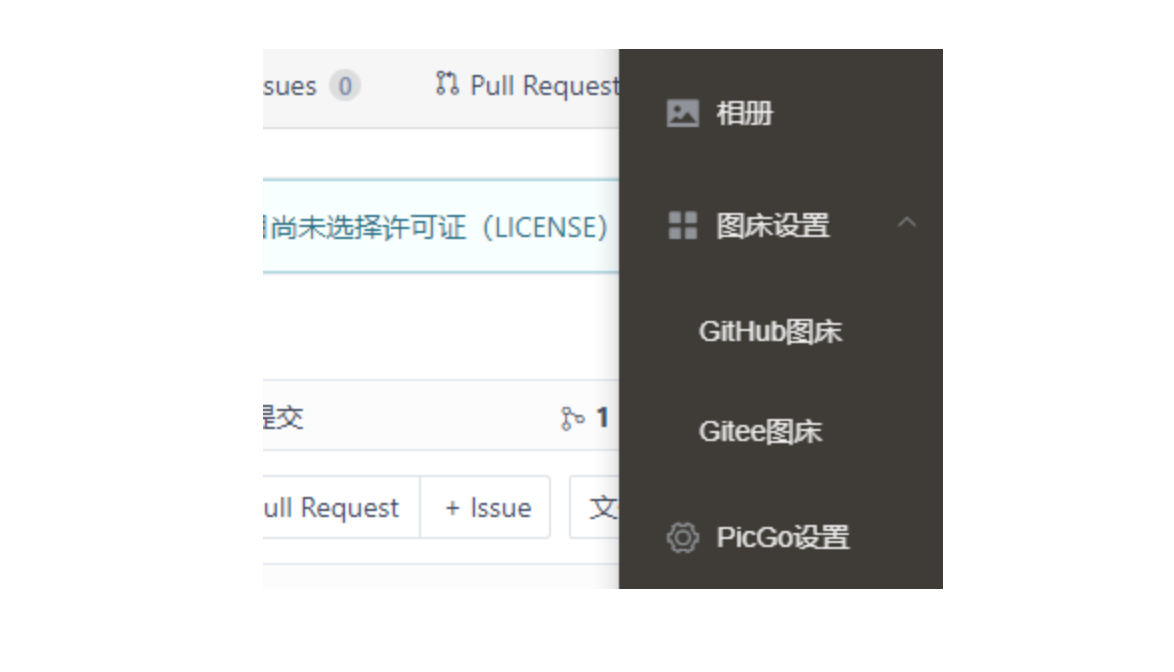 sues 0
Pull Request
尚未选择许可证（LICENSE）
交
1
ull Request
+ Issue
文
相册
图床设置
GitHub图床
Gitee图床
PicGo设置